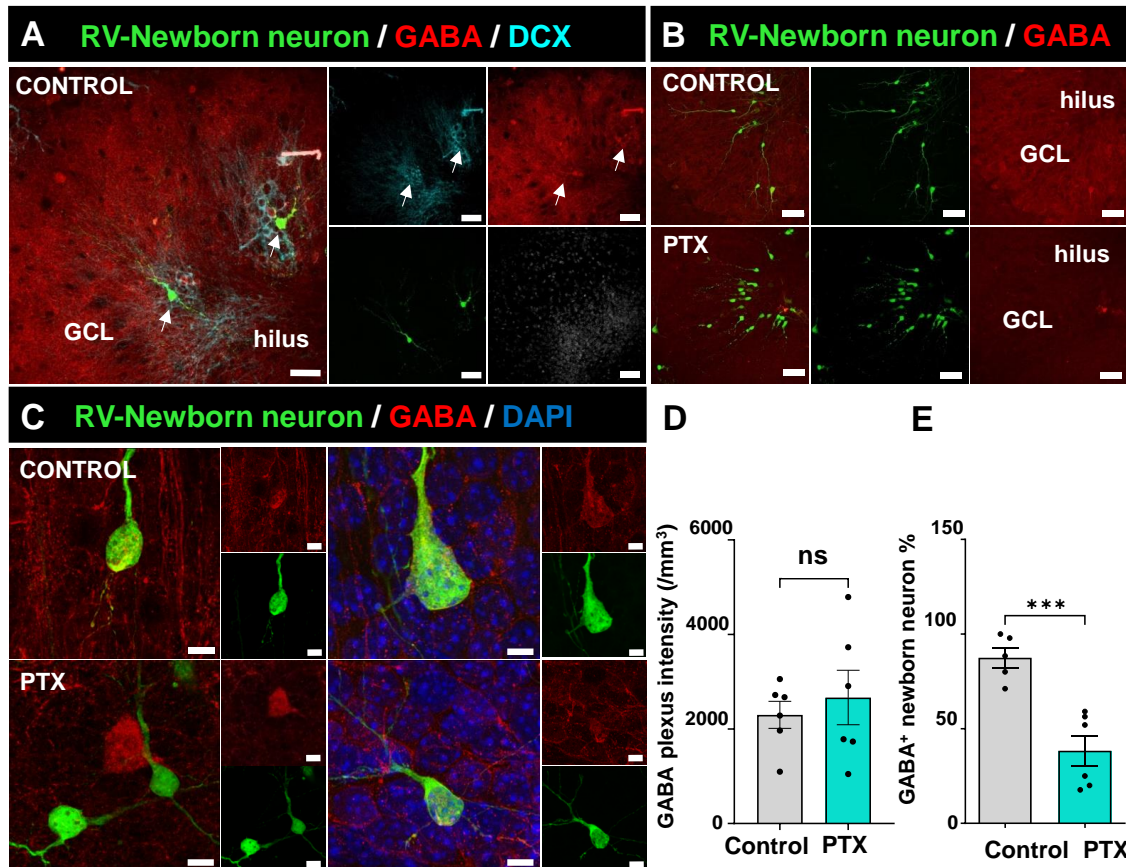 A RV-Newborn neuron / GABA / DCX
CONTROL
GCL
hilus
B RV-Newborn neuron / GABA
CONTROL
hilus
GCL
PTX
hilus
GCL
C RV-Newborn neuron / GABA / DAPI
CONTROL
PTX
D
GABA plexus intensity (/mm³)
6000
4000
2000
0
ns
Control PTX
E
GABA⁺ newborn neuron %
150
100
50
0
***
Control PTX